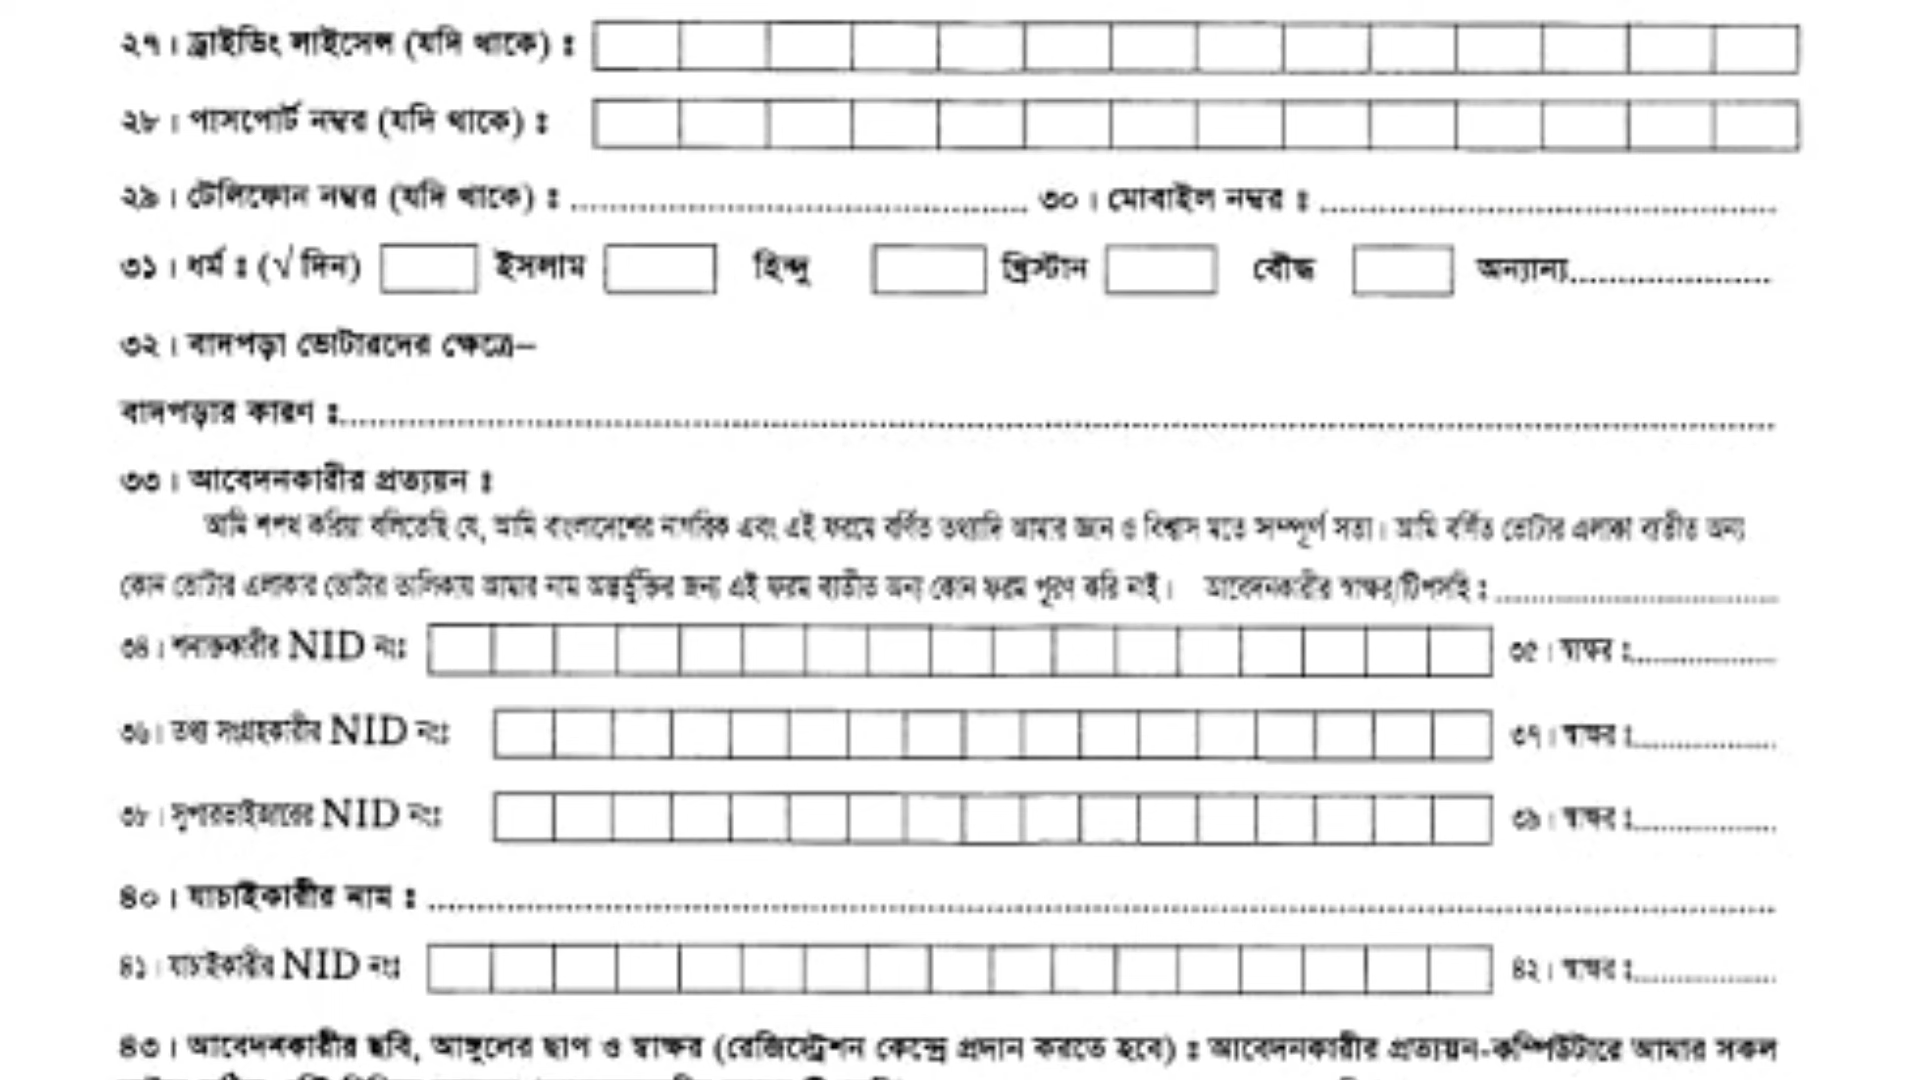 ২৭। ড্রাইভিং লাইসেন্স (যদি থাকে) ঃ
২৮। পাসপোর্ট নম্বর (যদি থাকে) ঃ
২৯। টেলিফোন নম্বর (যদি থাকে) ঃ ............ ৩০। মোবাইল নম্বর ঃ ............
৩১। ধর্ম ঃ (√ দিন) ইসলাম হিন্দু খ্রিস্টান বৌদ্ধ অন্যান্য............
৩২। বাদপড়া ভোটারদের ক্ষেত্রে–
বাদপড়ার কারণ ঃ............
৩৩। আবেদনকারীর প্রত্যয়ন ঃ
আমি শপথ করিয়া বলিতেছি যে, আমি বাংলাদেশের নাগরিক এবং এই ফরমে বর্ণিত তথ্যাদি আমার জ্ঞান ও বিশ্বাস মতে সম্পূর্ণ সত্য। আমি বর্ণিত ভোটার এলাকা ব্যতীত অন্য
কোন ভোটার এলাকার ভোটার তালিকায় আমার নাম অন্তর্ভুক্তির জন্য এই ফরম ব্যতীত অন্য কোন ফরম পূরণ করি নাই। আবেদনকারীর স্বাক্ষর/টিপসহি ঃ ............
৩৪। শনাক্তকারীর NID নংঃ ৩৫। স্বাক্ষর ঃ............
৩৬। তথ্য সংগ্রহকারীর NID নংঃ ৩৭। স্বাক্ষর ঃ............
৩৮। সুপারভাইজারের NID নংঃ ৩৯। স্বাক্ষর ঃ............
৪০। যাচাইকারীর নাম ঃ ............
৪১। যাচাইকারীর NID নংঃ ৪২। স্বাক্ষর ঃ............
৪৩। আবেদনকারীর ছবি, আঙ্গুলের ছাপ ও স্বাক্ষর (রেজিস্ট্রেশন কেন্দ্রে প্রদান করতে হবে) ঃ আবেদনকারীর প্রত্যয়ন-কম্পিউটারে আমার সকল